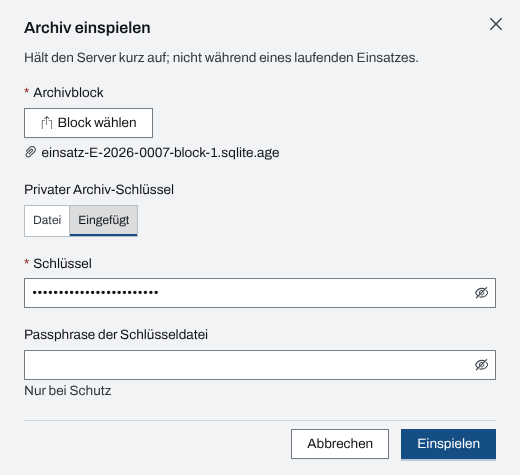 Archiv einspielen
Hält den Server kurz auf; nicht während eines laufenden Einsatzes.
* Archivblock
Block wählen
einsatz-E-2026-0007-block-1.sqlite.age
Privater Archiv-Schlüssel
Datei Eingefügt
* Schlüssel
••••••••••••••••••••••••
Passphrase der Schlüsseldatei
Nur bei Schutz
Abbrechen Einspielen